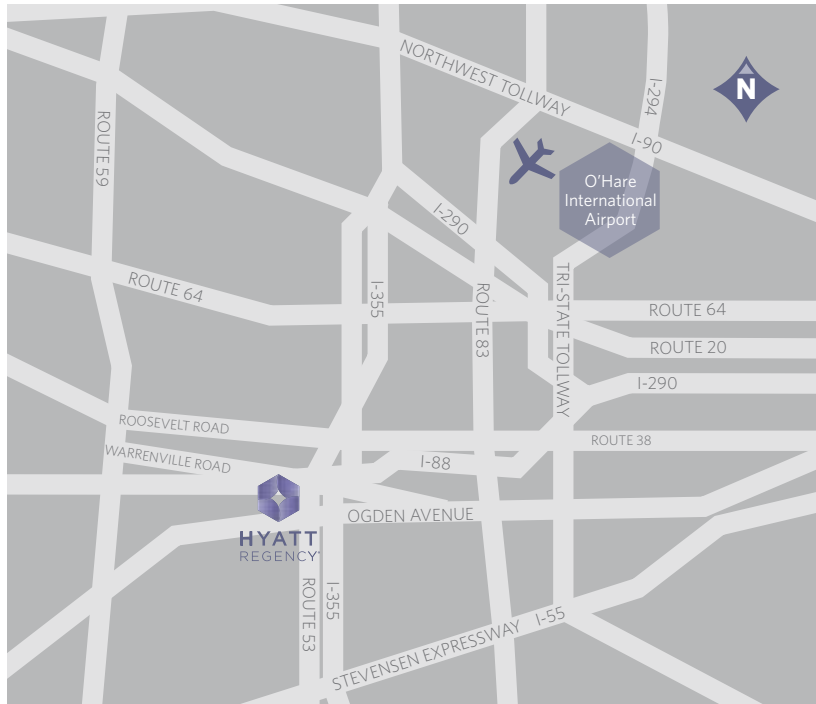 NORTHWEST TOLLWAY
I-294
N
ROUTE 59
I-90
O'Hare
International
Airport
I-290
ROUTE 64
I-355
ROUTE 83
TRI-STATE TOLLWAY
ROUTE 64
ROUTE 20
I-290
ROOSEVELT ROAD
ROUTE 38
WARRENVILLE ROAD
I-88
OGDEN AVENUE
HYATT
REGENCY
ROUTE 53
I-355
STEVENSEN EXPRESSWAY
I-55